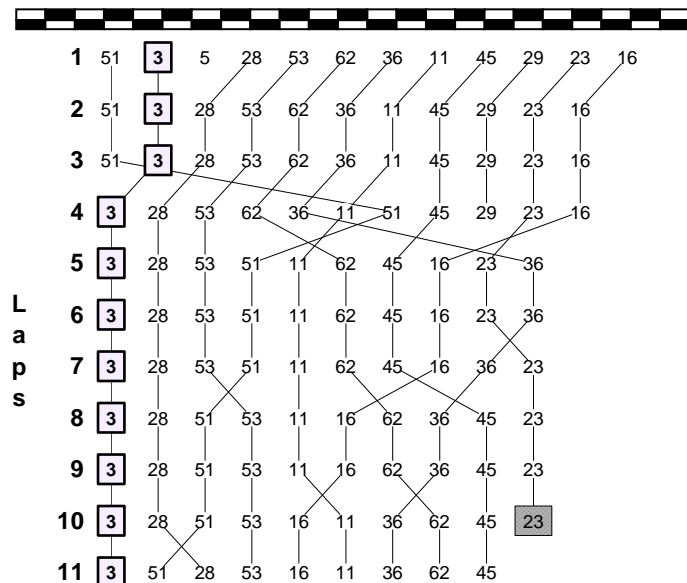 1 51 3 5 28 53 62 36 11 45 29 23 16
2 51 3 28 53 62 36 11 45 29 23 16
3 51 3 28 53 62 36 11 45 29 23 16
4 3 28 53 62 36 11 51 45 29 23 16
5 3 28 53 51 11 62 45 16 23 36
6 3 28 53 51 11 62 45 16 23 36
7 3 28 53 51 11 62 45 16 36 23
8 3 28 51 53 11 16 62 36 45 23
9 3 28 51 53 11 16 62 36 45 23
10 3 28 51 53 16 11 36 62 45 23
11 3 51 28 53 16 11 36 62 45
Laps